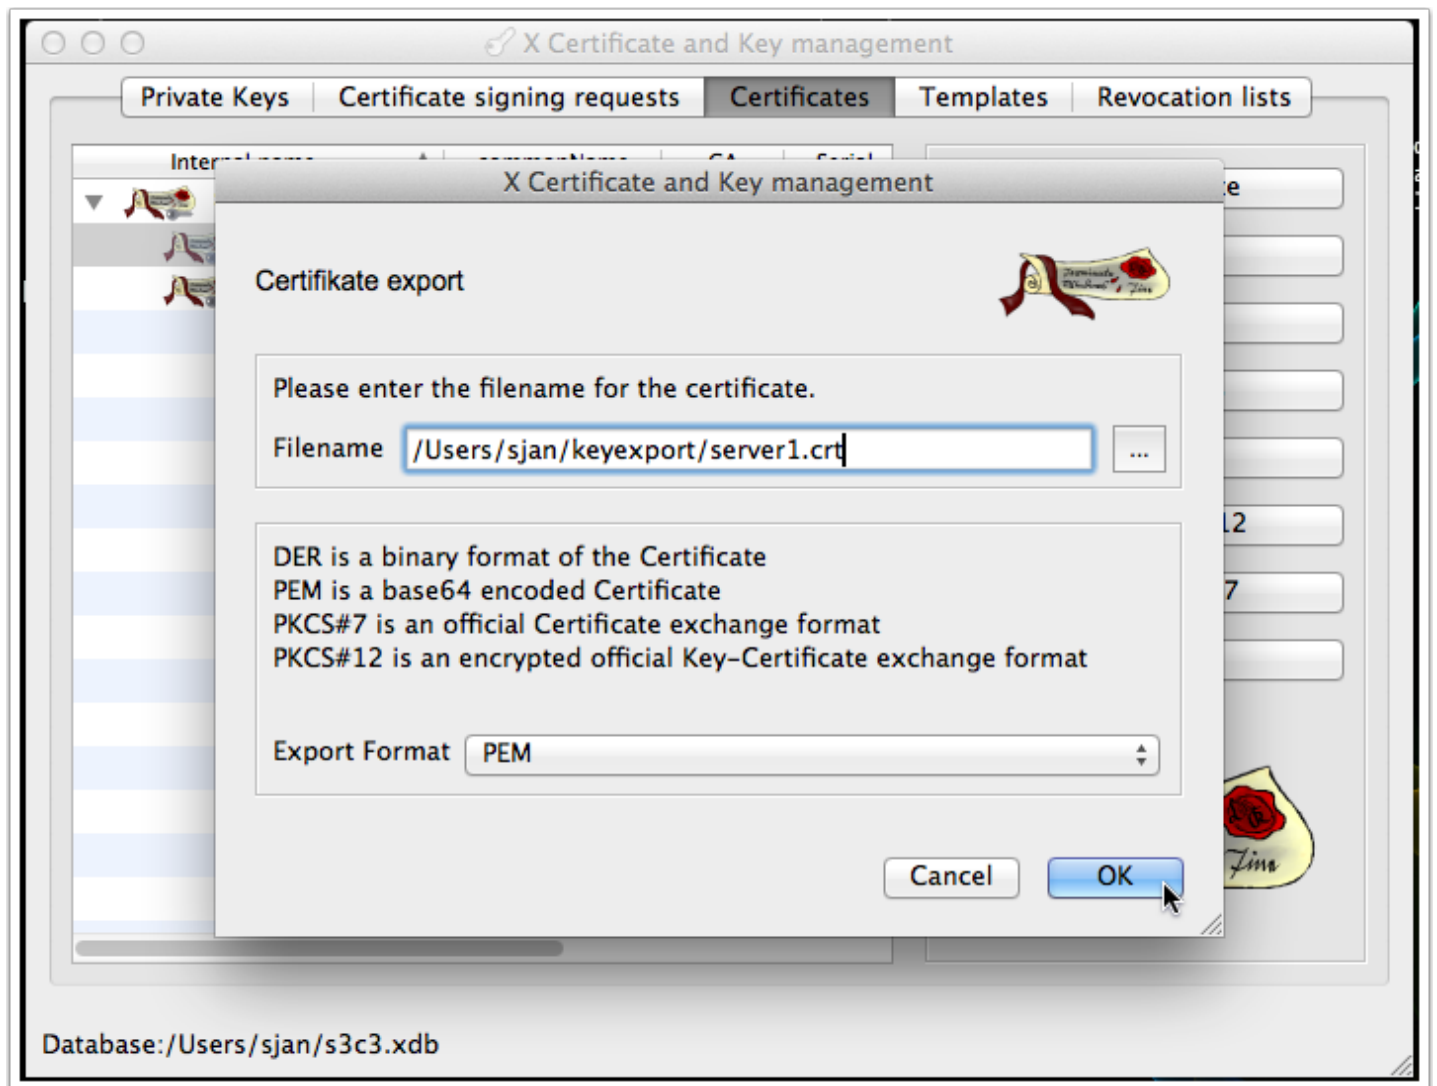 X Certificate and Key management
Private Keys
Certificate signing requests
Certificates
Templates
Revocation lists
X Certificate and Key management
Certifikate export
Please enter the filename for the certificate.
Filename
/Users/sjan/keyexport/server1.crt
...
DER is a binary format of the Certificate
PEM is a base64 encoded Certificate
PKCS#7 is an official Certificate exchange format
PKCS#12 is an encrypted official Key-Certificate exchange format
Export Format
PEM
Cancel
OK
Database:/Users/sjan/s3c3.xdb